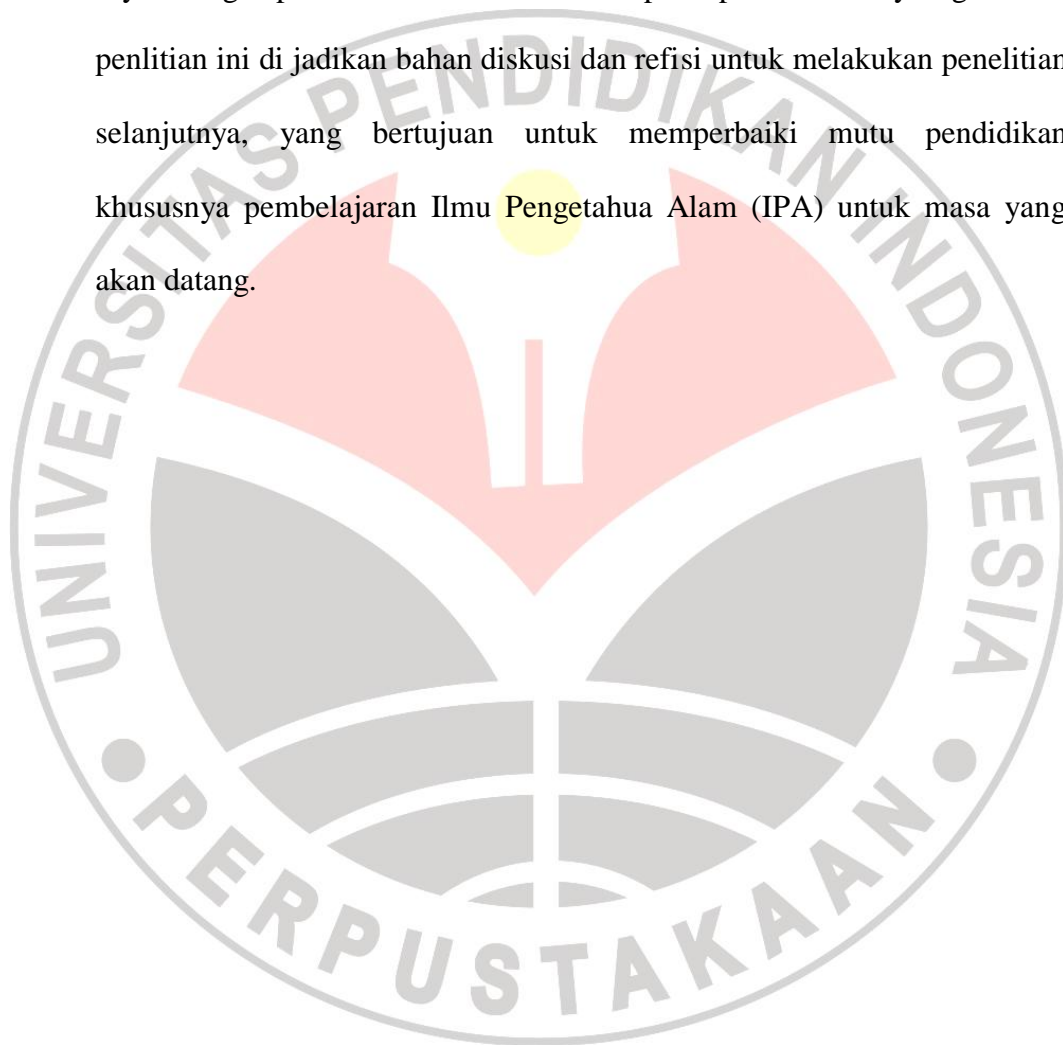 penlitian ini di jadikan bahan diskusi dan refisi untuk melakukan penelitian
selanjutnya, yang bertujuan untuk memperbaiki mutu pendidikan
khususnya pembelajaran Ilmu Pengetahua Alam (IPA) untuk masa yang
akan datang.
UNIVERSITAS PENDIDIKAN INDONESIA
PERPUSTAKAAN